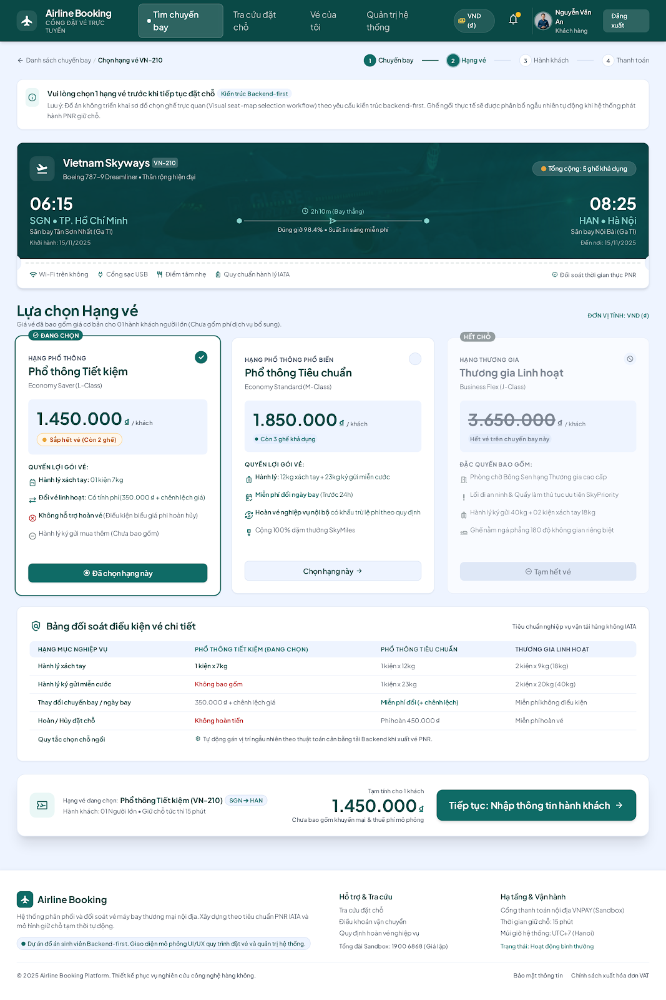 Airline Booking
CỔNG ĐẶT VÉ TRỰC
TUYẾN
Tìm chuyến
bay
Tra cứu đặt
chỗ
Vé của
tôi
Quản trị hệ
thống
VND
(₫)
Nguyễn Văn
An
Khách hàng
Đăng
xuất
← Danh sách chuyến bay / Chọn hạng vé VN-210
1 Chuyến bay
2 Hạng vé
3 Hành khách
4 Thanh toán
Vui lòng chọn 1 hạng vé trước khi tiếp tục đặt chỗ Kiến trúc Backend-first
Lưu ý: Đồ án không triển khai sơ đồ chọn ghế trực quan (Visual seat-map selection workflow) theo yêu cầu kiến trúc backend-first. Ghế ngồi thực tế sẽ được phân bổ ngẫu nhiên tự động khi hệ thống phát
hành PNR giữ chỗ.
Vietnam Skyways VN-210
Boeing 787-9 Dreamliner • Thân rộng hiện đại
Tổng cộng: 5 ghế khả dụng
06:15
SGN • TP. Hồ Chí Minh
Sân bay Tân Sơn Nhất (Ga T1)
Khởi hành: 15/11/2025
2h 10m (Bay thẳng)
Đúng giờ 98.4% • Suất ăn sáng miễn phí
08:25
HAN • Hà Nội
Sân bay Nội Bài (Ga T1)
Đến nơi: 15/11/2025
Wi-Fi trên không
Cổng sạc USB
Điểm tâm nhẹ
Quy chuẩn hành lý IATA
Đối soát thời gian thực PNR
Lựa chọn Hạng vé
Giá vé đã bao gồm giá cơ bản cho 01 hành khách người lớn (Chưa gồm phí dịch vụ bổ sung).
ĐƠN VỊ TÍNH: VND (₫)
ĐANG CHỌN
HẠNG PHỔ THÔNG
Phổ thông Tiết kiệm
Economy Saver (L-Class)
1.450.000 ₫ / khách
Sắp hết vé (Còn 2 ghế)
QUYỀN LỢI GÓI VÉ:
Hành lý xách tay: 01 kiện 7kg
Đổi vé linh hoạt: Có tính phí (350.000 ₫ + chênh lệch giá)
Không hỗ trợ hoàn vé (Điều kiện biểu giá phi hoàn hủy)
Hành lý ký gửi mua thêm (Chưa bao gồm)
Đã chọn hạng này
HẠNG PHỔ THÔNG PHỔ BIẾN
Phổ thông Tiêu chuẩn
Economy Standard (M-Class)
1.850.000 ₫ / khách
Còn 3 ghế khả dụng
QUYỀN LỢI GÓI VÉ:
Hành lý: 12kg xách tay + 23kg ký gửi miễn cước
Miễn phí đổi ngày bay (Trước 24h)
Hoàn vé nghiệp vụ nội bộ có khấu trừ lệ phí theo quy định
Cộng 100% dặm thưởng SkyMiles
Chọn hạng này →
HẾT CHỖ
HẠNG THƯƠNG GIA
Thương gia Linh hoạt
Business Flex (J-Class)
3.650.000 ₫ / khách
Hết vé trên chuyến bay này
ĐẶC QUYỀN BAO GỒM:
Phòng chờ Bông Sen hạng Thương gia cao cấp
Lối đi an ninh & Quầy làm thủ tục ưu tiên SkyPriority
Hành lý ký gửi 40kg + 02 kiện xách tay 18kg
Ghế nằm ngả phẳng 180 độ không gian riêng biệt
Tạm hết vé
Bảng đối soát điều kiện vé chi tiết
Tiêu chuẩn nghiệp vụ vận tải hàng không IATA
HẠNG MỤC NGHIỆP VỤ
PHỔ THÔNG TIẾT KIỆM (ĐANG CHỌN)
PHỔ THÔNG TIÊU CHUẨN
THƯƠNG GIA LINH HOẠT
Hành lý xách tay
1 kiện x 7kg
1 kiện x 12kg
2 kiện x 9kg (18kg)
Hành lý ký gửi miễn cước
Không bao gồm
1 kiện x 23kg
2 kiện x 20kg (40kg)
Thay đổi chuyến bay / ngày bay
350.000 ₫ + chênh lệch giá
Miễn phí đổi (+ chênh lệch)
Miễn phí không điều kiện
Hoàn / Hủy đặt chỗ
Không hoàn tiền
Phí hoàn 450.000 ₫
Miễn phí hoàn vé
Quy tắc chọn chỗ ngồi
Tự động gán vị trí ngẫu nhiên theo thuật toán cân bằng tải Backend khi xuất vé PNR.
Hạng vé đang chọn: Phổ thông Tiết kiệm (VN-210) SGN → HAN
Hành khách: 01 Người lớn • Giữ chỗ tức thì 15 phút
Tạm tính cho 1 khách
1.450.000 ₫
Chưa bao gồm khuyến mại & thuế phí mô phỏng
Tiếp tục: Nhập thông tin hành khách →
Airline Booking
Hệ thống phân phối và đối soát vé máy bay thương mại nội địa. Xây dựng theo tiêu chuẩn PNR IATA và
mô hình giữ chỗ tạm thời tự động.
Dự án đồ án sinh viên Backend-first. Giao diện mô phỏng UI/UX quy trình đặt vé và quản trị hệ thống.
Hỗ trợ & Tra cứu
Tra cứu đặt chỗ
Điều khoản vận chuyển
Quy định hoàn vé nghiệp vụ
Tổng đài Sandbox: 1900 6868 (Giả lập)
Hạ tầng & Vận hành
Cổng thanh toán nội địa VNPAY (Sandbox)
Thời gian giữ chỗ: 15 phút
Múi giờ hệ thống: UTC+7 (Hanoi)
Trạng thái: Hoạt động bình thường
© 2025 Airline Booking Platform. Thiết kế phục vụ nghiên cứu công nghệ hàng không.
Bảo mật thông tin
Chính sách xuất hóa đơn VAT